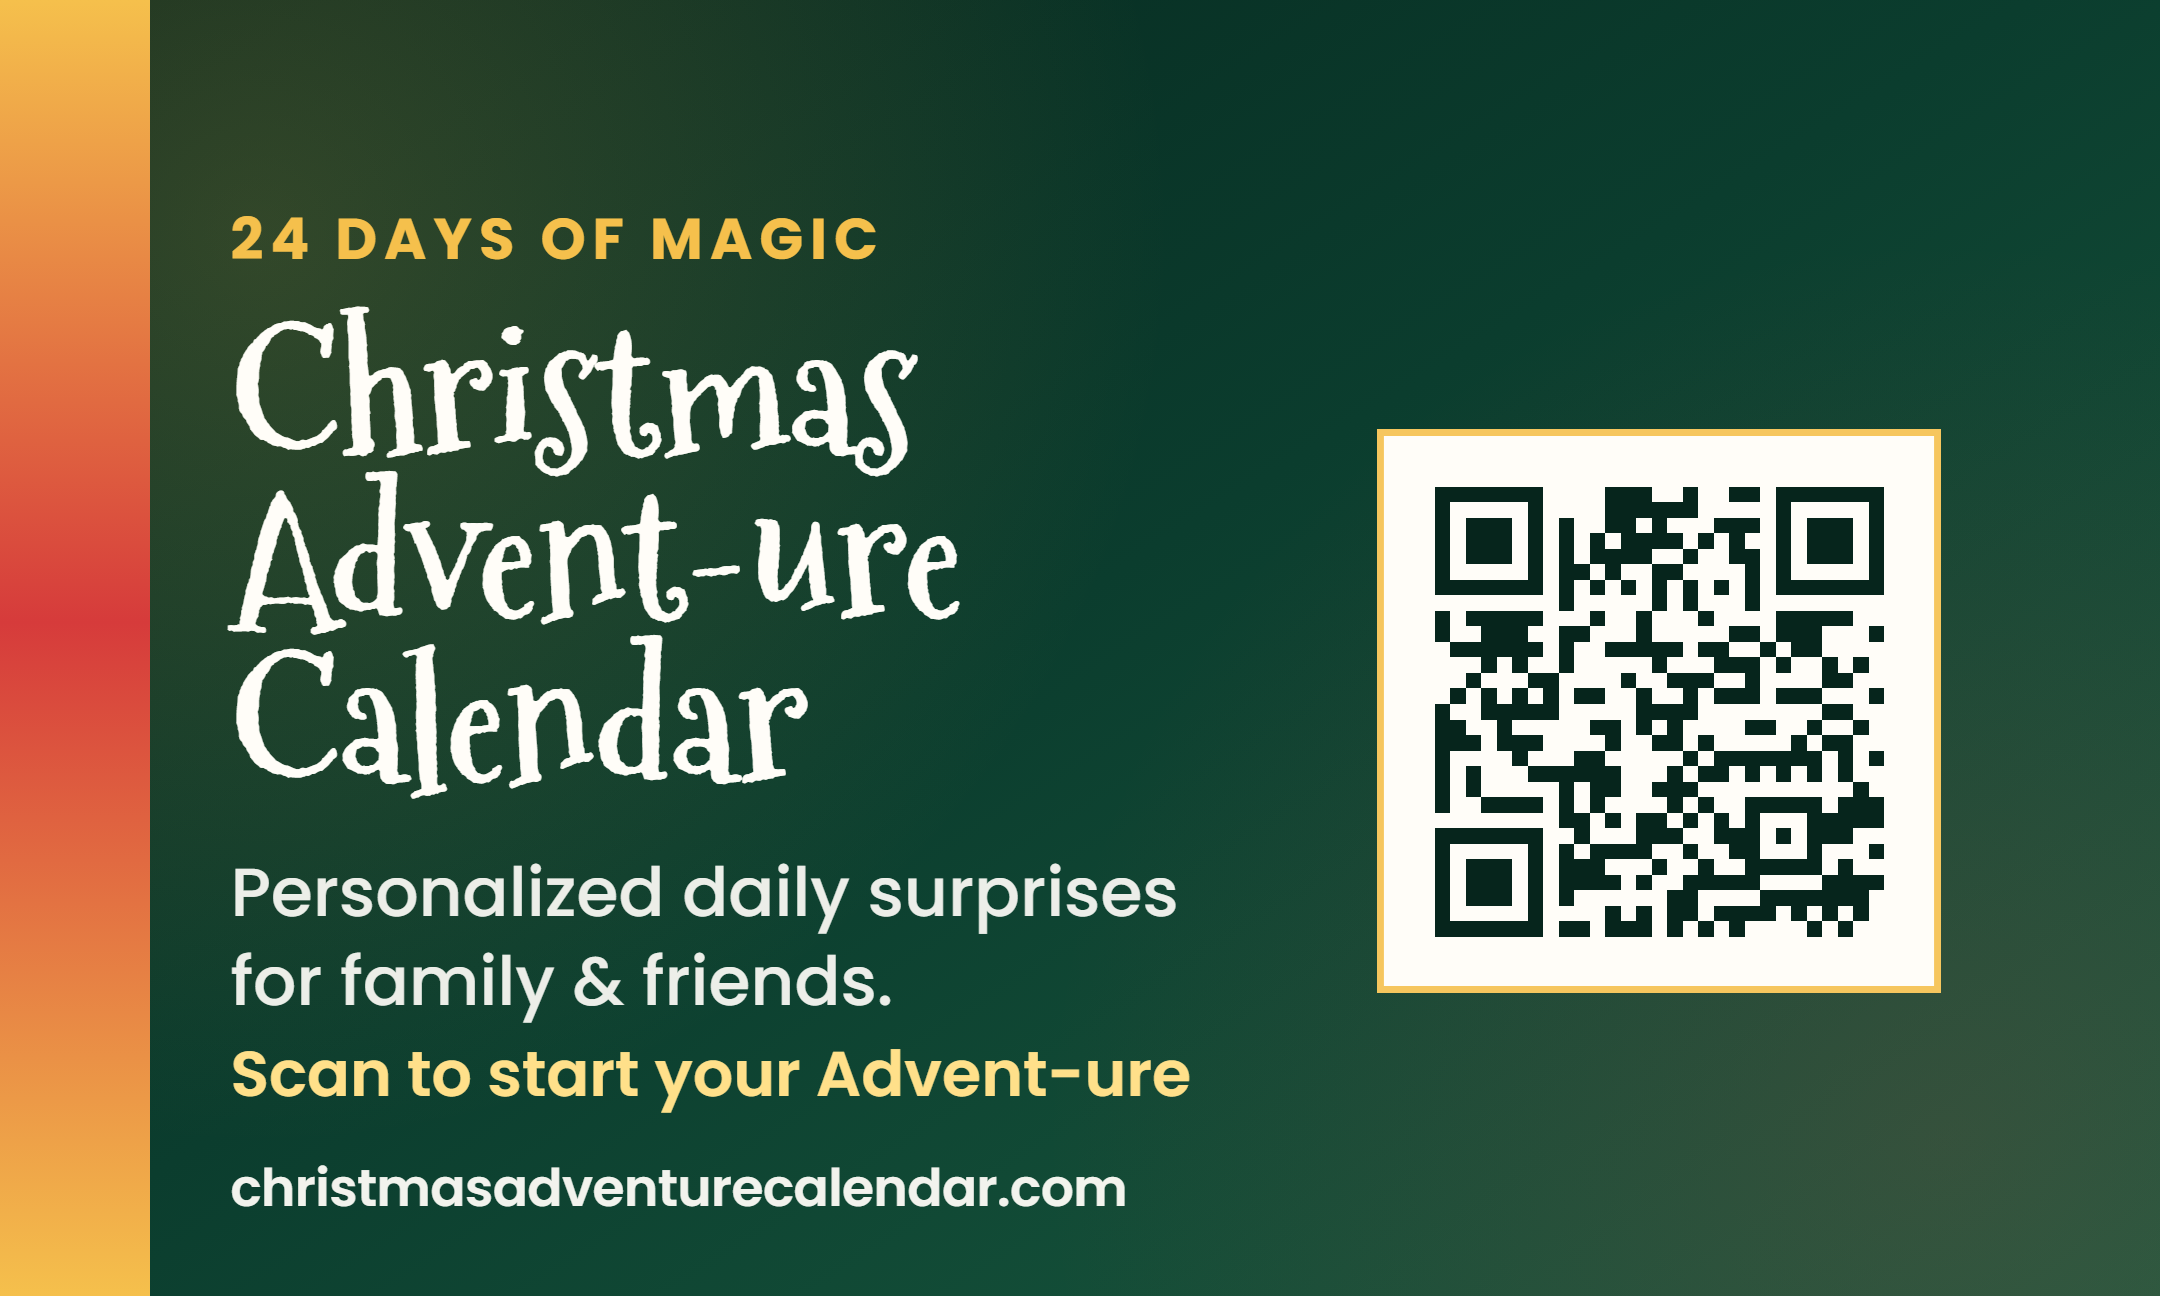 24 DAYS OF MAGIC
Christmas
Advent-ure
Calendar
Personalized daily surprises
for family & friends.
Scan to start your Advent-ure
christmasadventurecalendar.com